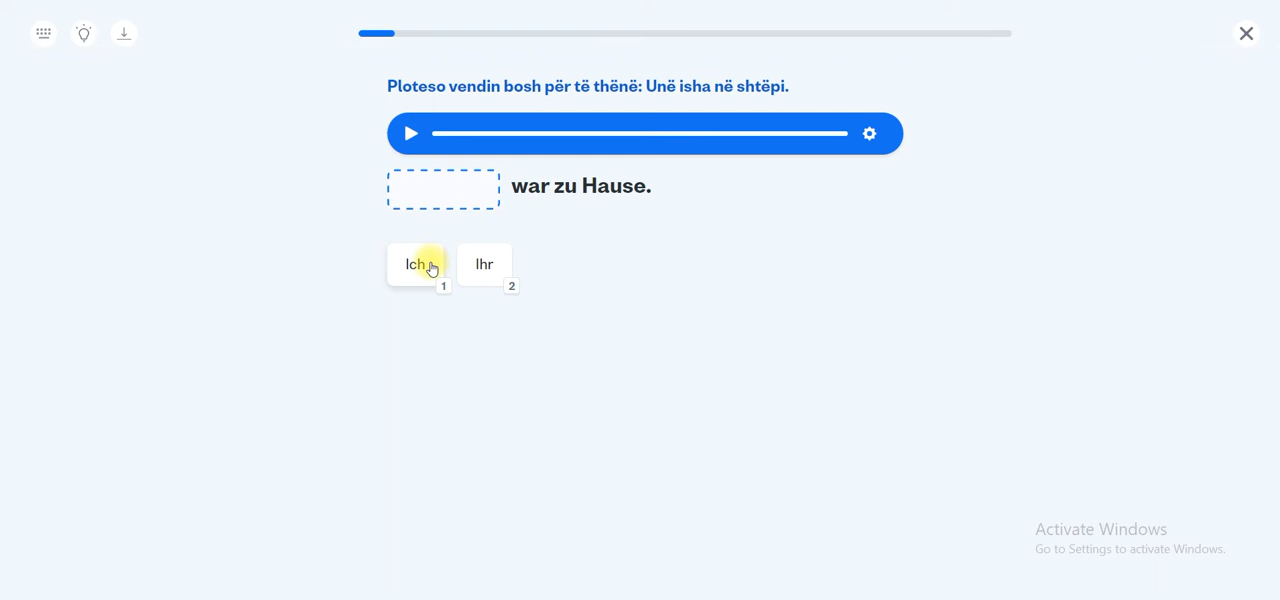 Ploteso vendin bosh për të thënë: Unë isha në shtëpi.
war zu Hause.
Ich
1
Ihr
2
Activate Windows
Go to Settings to activate Windows.